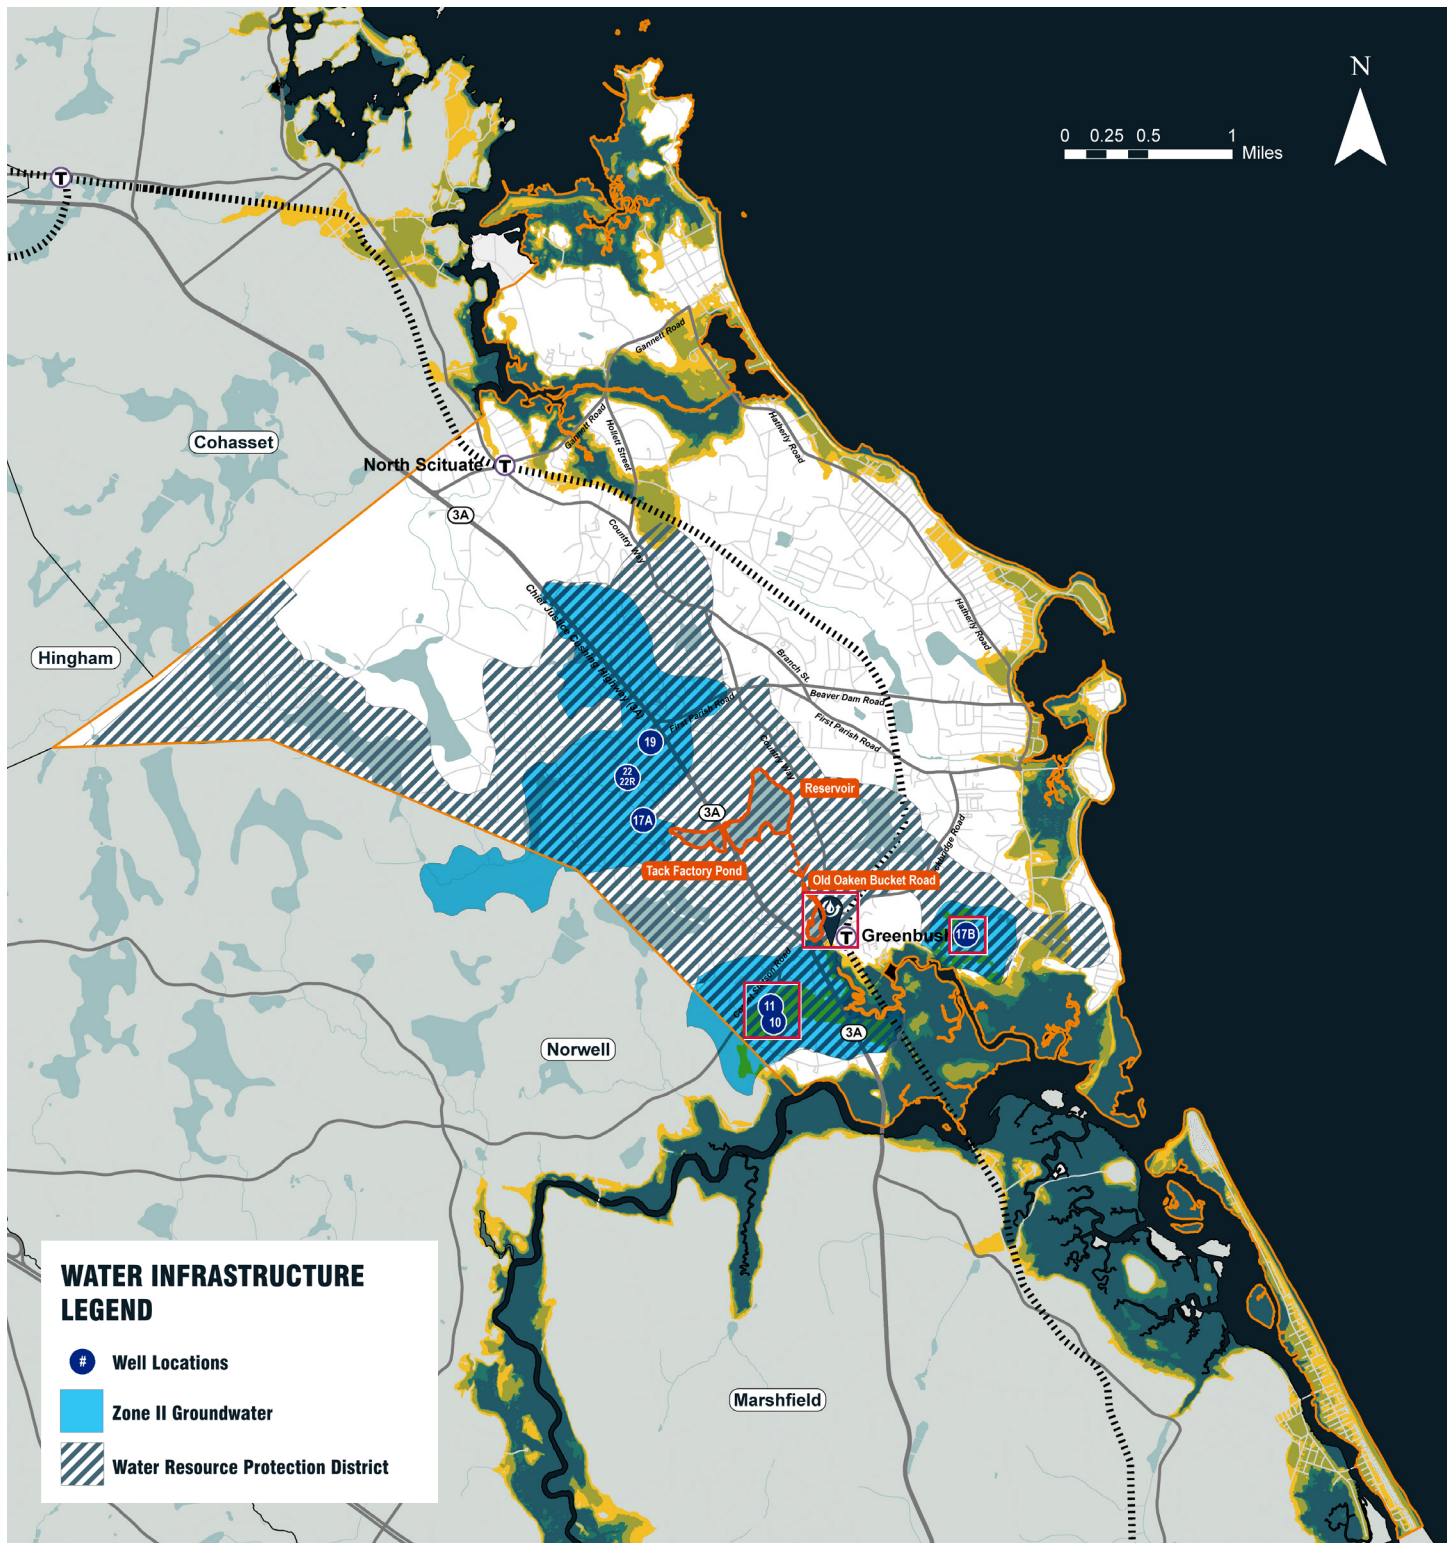 N
0 0.25 0.5 1
Miles
T
Gannett Road
Cohasset
Gannett Road
Hollett Street
Hatherly Road
North Scituate T
3A
Country Way
Chief Justice Cushing Highway (3A)
Hatherly Road
Hingham
Branch St.
Beaver Dam Road
First Parish Road
First Parish Road
19
Country Way
22
22R
Reservoir
3A
17A
Tack Factory Pond
Old Oaken Bucket Road
T Greenbush
17B
11
10
3A
Norwell
Marshfield
WATER INFRASTRUCTURE
LEGEND
# Well Locations
Zone II Groundwater
Water Resource Protection District